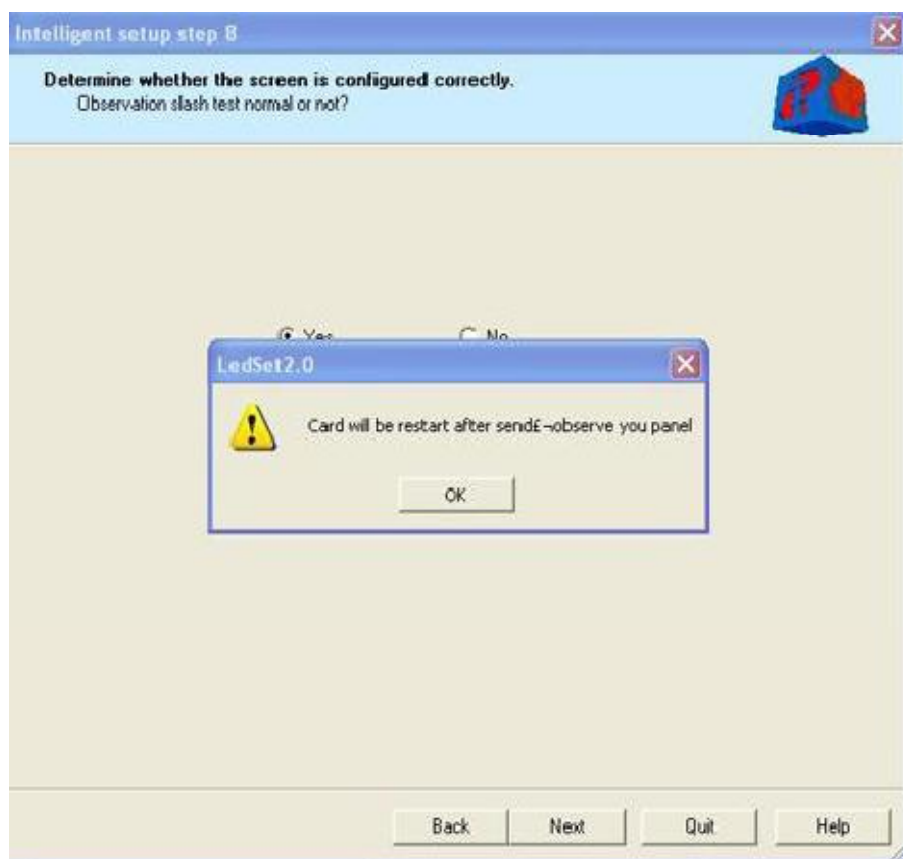 Intelligent setup step 8
Determine whether the screen is configured correctly.
Observation slash test normal or not?
Yes
No
LedSet2.0
Card will be restart after send£¬observe you panel
OK
Back
Next
Quit
Help